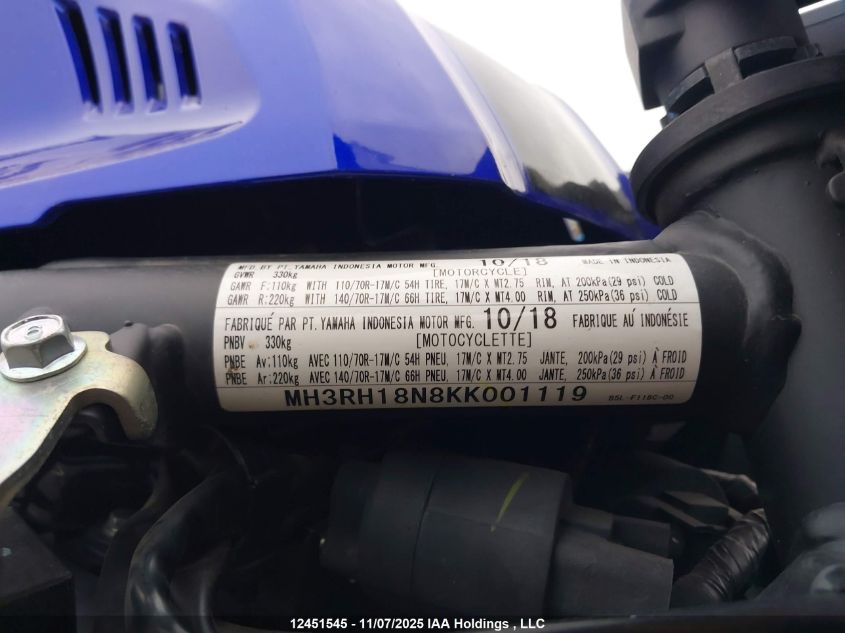 MFD.BY PT.YAMAHA INDONESIA MOTOR MFG. 10/18 MADE IN INDONESIA
GVWR 330kg [MOTORCYCLE]
GAWR F:110kg WITH 110/70R-17M/C 54H TIRE, 17M/C X MT2.75 RIM, AT 200kPa(29 psi) COLD
GAWR R:220kg WITH 140/70R-17M/C 66H TIRE, 17M/C X MT4.00 RIM, AT 250kPa(36 psi) COLD
FABRIQUÉ PAR PT.YAMAHA INDONESIA MOTOR MFG. 10/18 FABRIQUE AU INDONÉSIE
PNBV 330kg [MOTOCYCLETTE]
PNBE Av:110kg AVEC 110/70R-17M/C 54H PNEU, 17M/C X MT2.75 JANTE, 200kPa(29 psi) À FROID
PNBE Ar:220kg AVEC 140/70R-17M/C 66H PNEU, 17M/C X MT4.00 JANTE, 250kPa(36 psi) À FROID
MH3RH18N8KK001119 B5L-F118C-00
12451545 - 11/07/2025 IAA Holdings , LLC